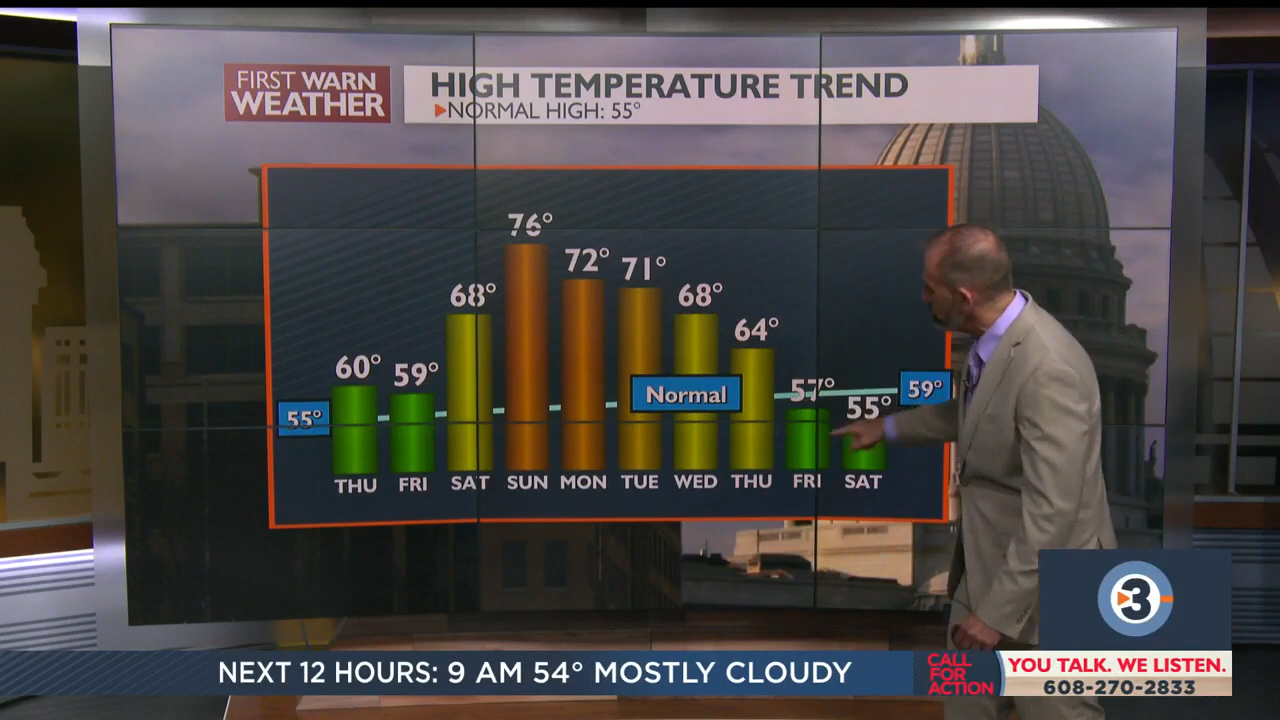 FIRST WARN
WEATHER
HIGH TEMPERATURE TREND
NORMAL HIGH: 55°
76°
72°
71°
68°
68°
64°
60°
59°
57°
55°
55°
Normal
59°
THU FRI SAT SUN MON TUE WED THU FRI SAT
3
NEXT 12 HOURS: 9 AM 54° MOSTLY CLOUDY
CALL
FOR
ACTION
YOU TALK. WE LISTEN.
608-270-2833